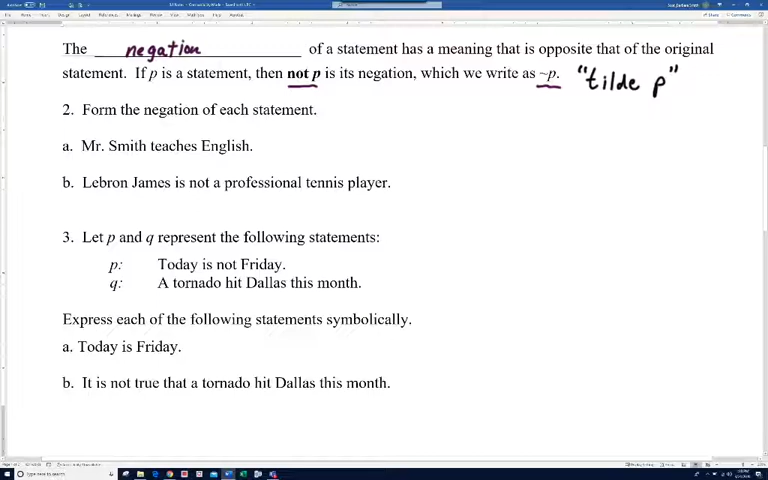 The negation of a statement has a meaning that is opposite that of the original
statement. If p is a statement, then not p is its negation, which we write as ~p. "tilde p"
2. Form the negation of each statement.
a. Mr. Smith teaches English.
b. Lebron James is not a professional tennis player.
3. Let p and q represent the following statements:
p: Today is not Friday.
q: A tornado hit Dallas this month.
Express each of the following statements symbolically.
a. Today is Friday.
b. It is not true that a tornado hit Dallas this month.